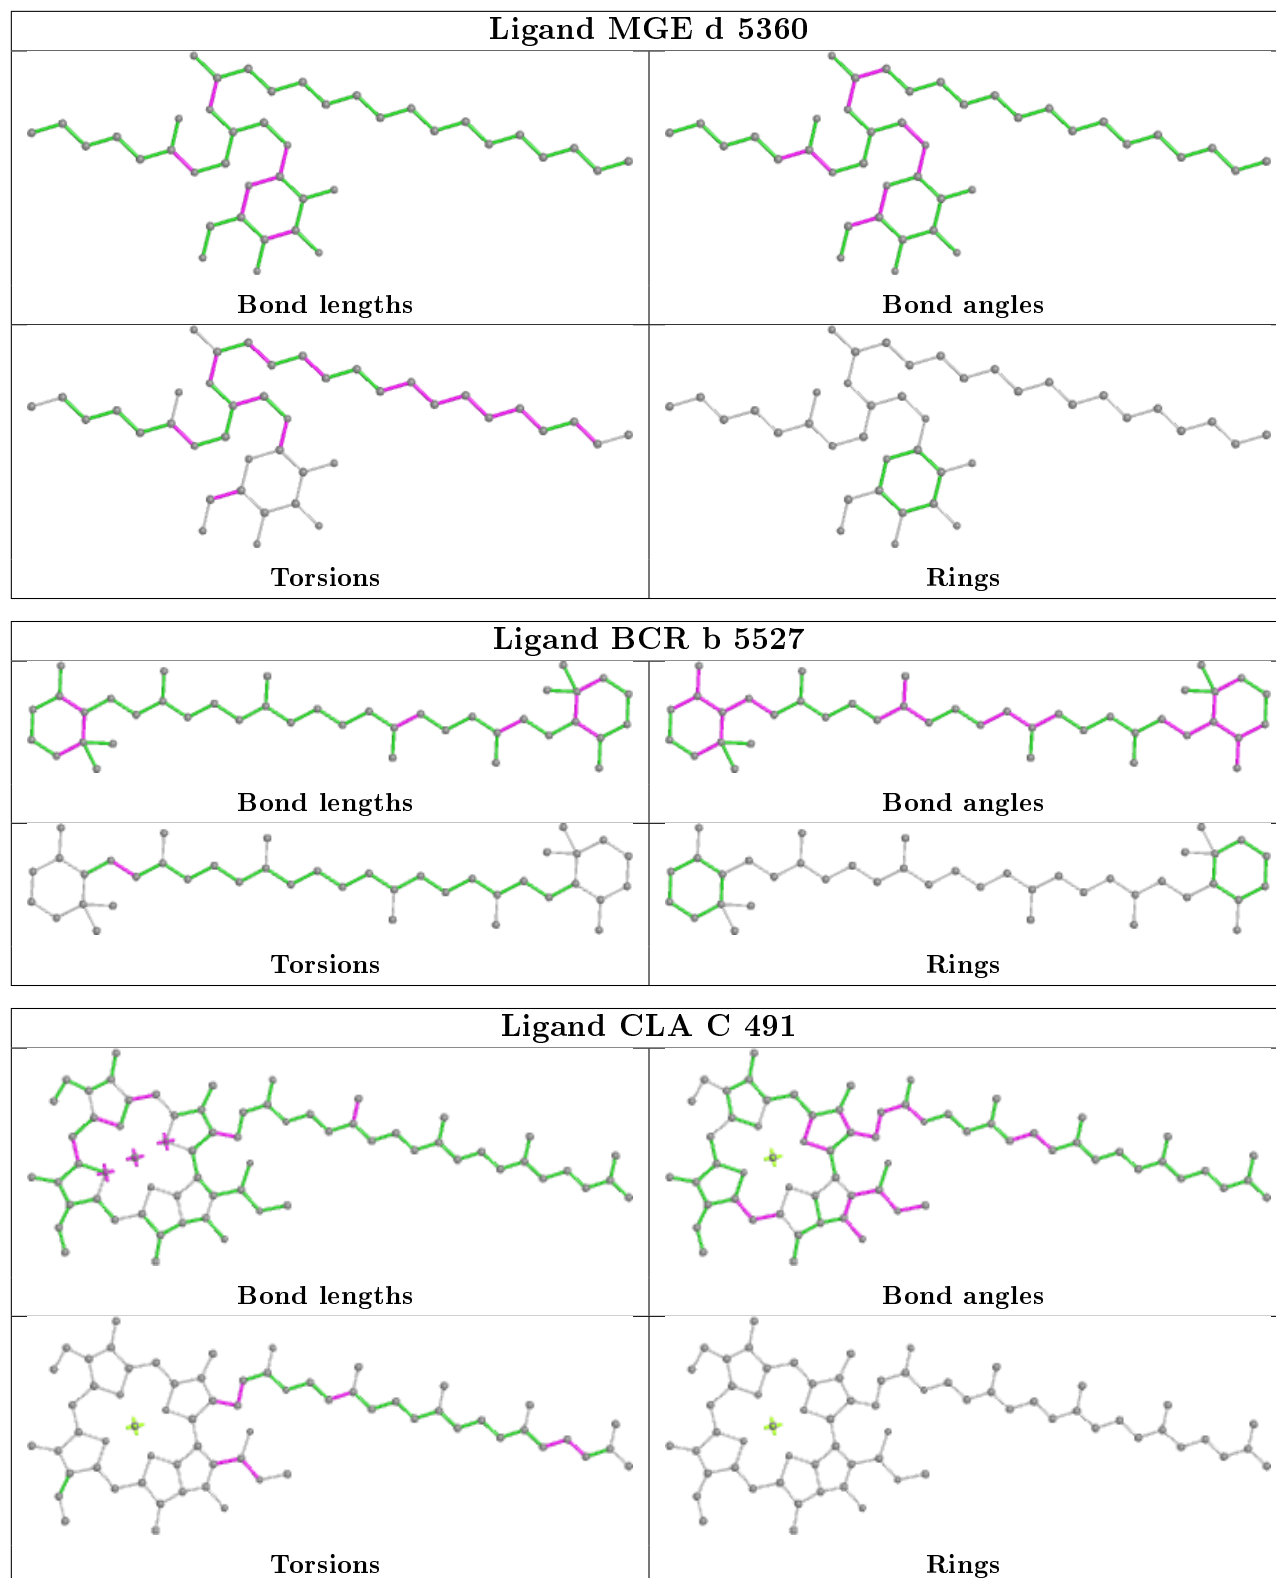 Ligand MGE d 5360
Bond lengths
Bond angles
Torsions
Rings
Ligand BCR b 5527
Bond lengths
Bond angles
Torsions
Rings
Ligand CLA C 491
Bond lengths
Bond angles
Torsions
Rings